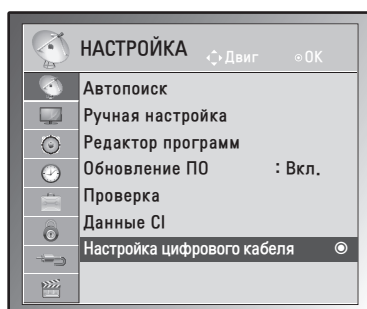 НАСТРОЙКА Двиг OK
Автопоиск
Ручная настройка
Редактор программ
Обновление ПО : Вкл.
Проверка
Данные CI
Настройка цифрового кабеля